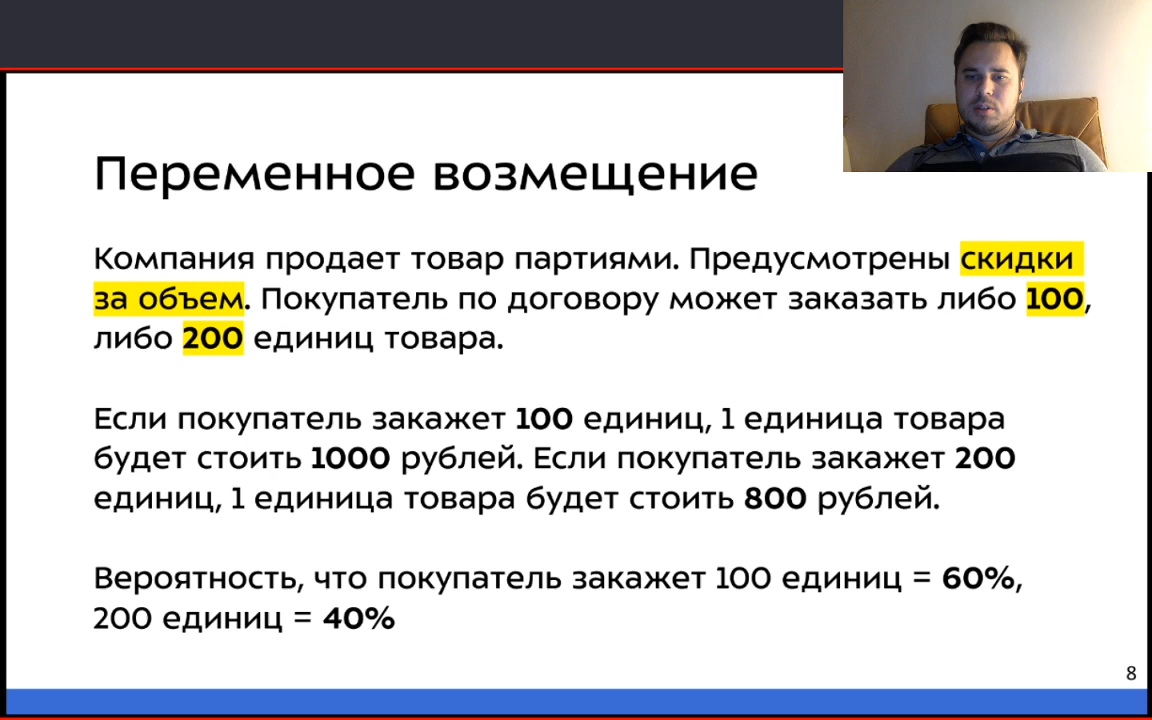 Переменное возмещение
Компания продает товар партиями. Предусмотрены скидки
за объем. Покупатель по договору может заказать либо 100,
либо 200 единиц товара.
Если покупатель закажет 100 единиц, 1 единица товара
будет стоить 1000 рублей. Если покупатель закажет 200
единиц, 1 единица товара будет стоить 800 рублей.
Вероятность, что покупатель закажет 100 единиц = 60%,
200 единиц = 40%
8